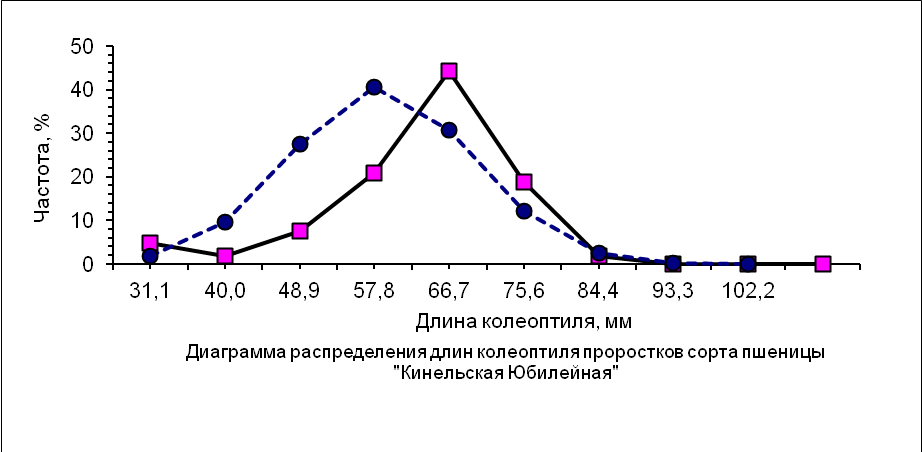 Частота, %
50
40
30
20
10
0
31,1 40,0 48,9 57,8 66,7 75,6 84,4 93,3 102,2
Длина колеоптиля, мм
Диаграмма распределения длин колеоптиля проростков сорта пшеницы
"Кинельская Юбилейная"